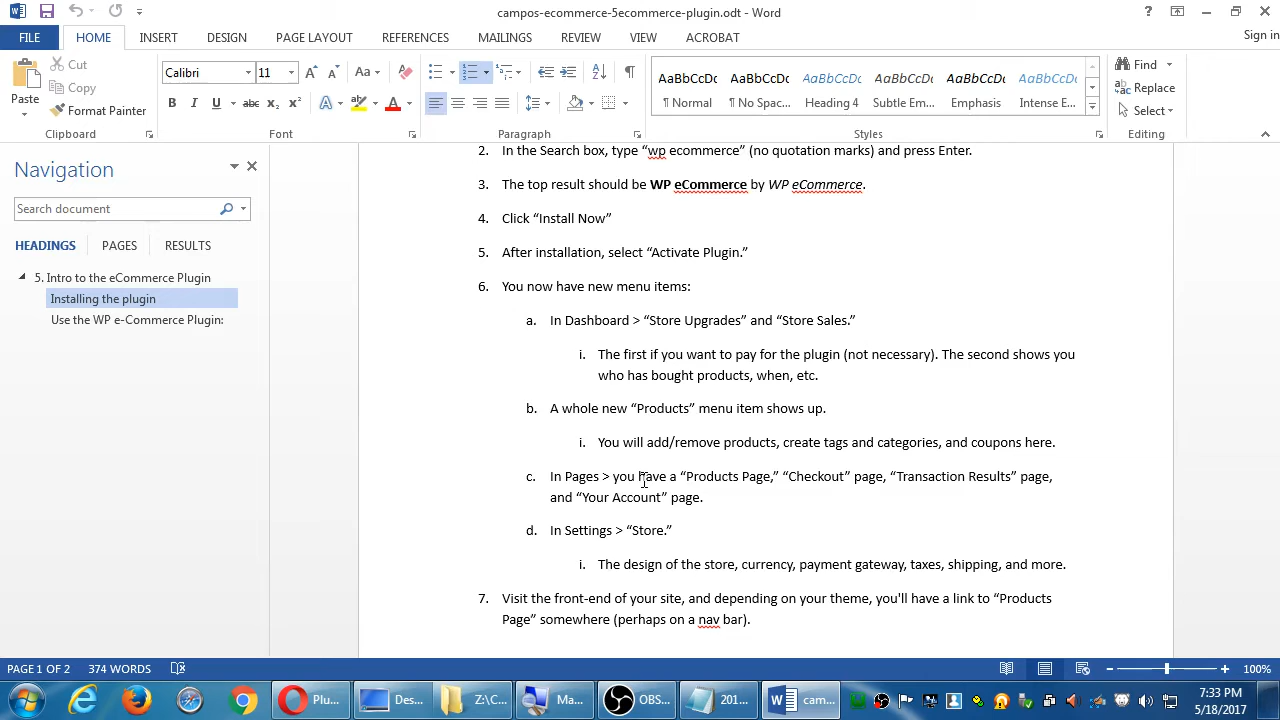 campos-ecommerce-5ecommerce-plugin.odt - Word
Sign in
FILE HOME INSERT DESIGN PAGE LAYOUT REFERENCES MAILINGS REVIEW VIEW ACROBAT
Paste
Cut
Copy
Format Painter
Clipboard
Calibri 11
Font
Paragraph
AaBbCcDc AaBbCcDc AaBbCcDc AaBbCcDc AaBbCcDc AaBbCcDc
¶ Normal ¶ No Spac... Heading 4 Subtle Em... Emphasis Intense E...
Styles
Find
Replace
Select
Editing
Navigation
Search document
HEADINGS PAGES RESULTS
5. Intro to the eCommerce Plugin
Installing the plugin
Use the WP e-Commerce Plugin:
2. In the Search box, type “wp ecommerce” (no quotation marks) and press Enter.
3. The top result should be WP eCommerce by WP eCommerce.
4. Click “Install Now”
5. After installation, select “Activate Plugin.”
6. You now have new menu items:
a. In Dashboard > “Store Upgrades” and “Store Sales.”
i. The first if you want to pay for the plugin (not necessary). The second shows you
who has bought products, when, etc.
b. A whole new “Products” menu item shows up.
i. You will add/remove products, create tags and categories, and coupons here.
c. In Pages > you have a “Products Page,” “Checkout” page, “Transaction Results” page,
and “Your Account” page.
d. In Settings > “Store.”
i. The design of the store, currency, payment gateway, taxes, shipping, and more.
7. Visit the front-end of your site, and depending on your theme, you'll have a link to “Products
Page” somewhere (perhaps on a nav bar).
PAGE 1 OF 2 374 WORDS 100%
Plu... Des... Z:\C... Ma... OBS... 201... cam...
7:33 PM
5/18/2017